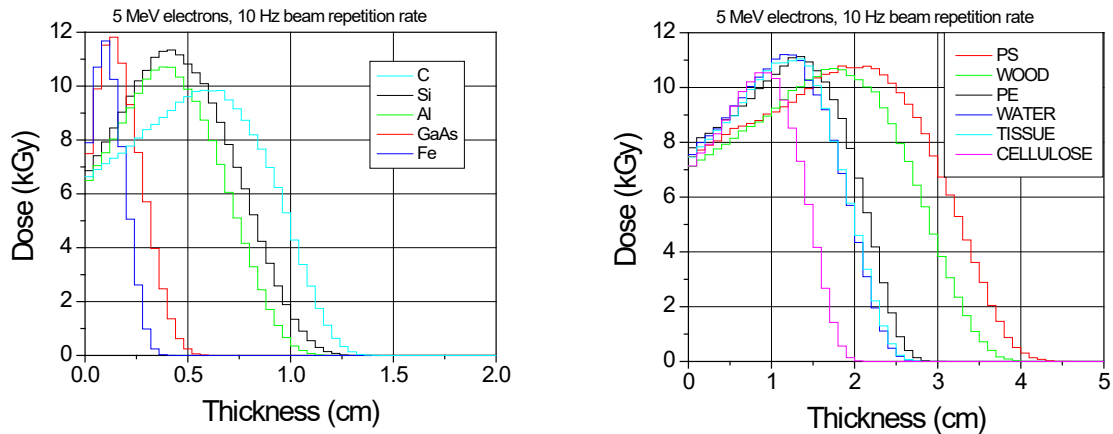 5 MeV electrons, 10 Hz beam repetition rate
12
10
8
6
4
2
0
Dose (kGy)
C
Si
Al
GaAs
Fe
0.0 0.5 1.0 1.5 2.0
Thickness (cm)
5 MeV electrons, 10 Hz beam repetition rate
12
10
8
6
4
2
0
Dose (kGy)
PS
WOOD
PE
WATER
TISSUE
CELLULOSE
0 1 2 3 4 5
Thickness (cm)